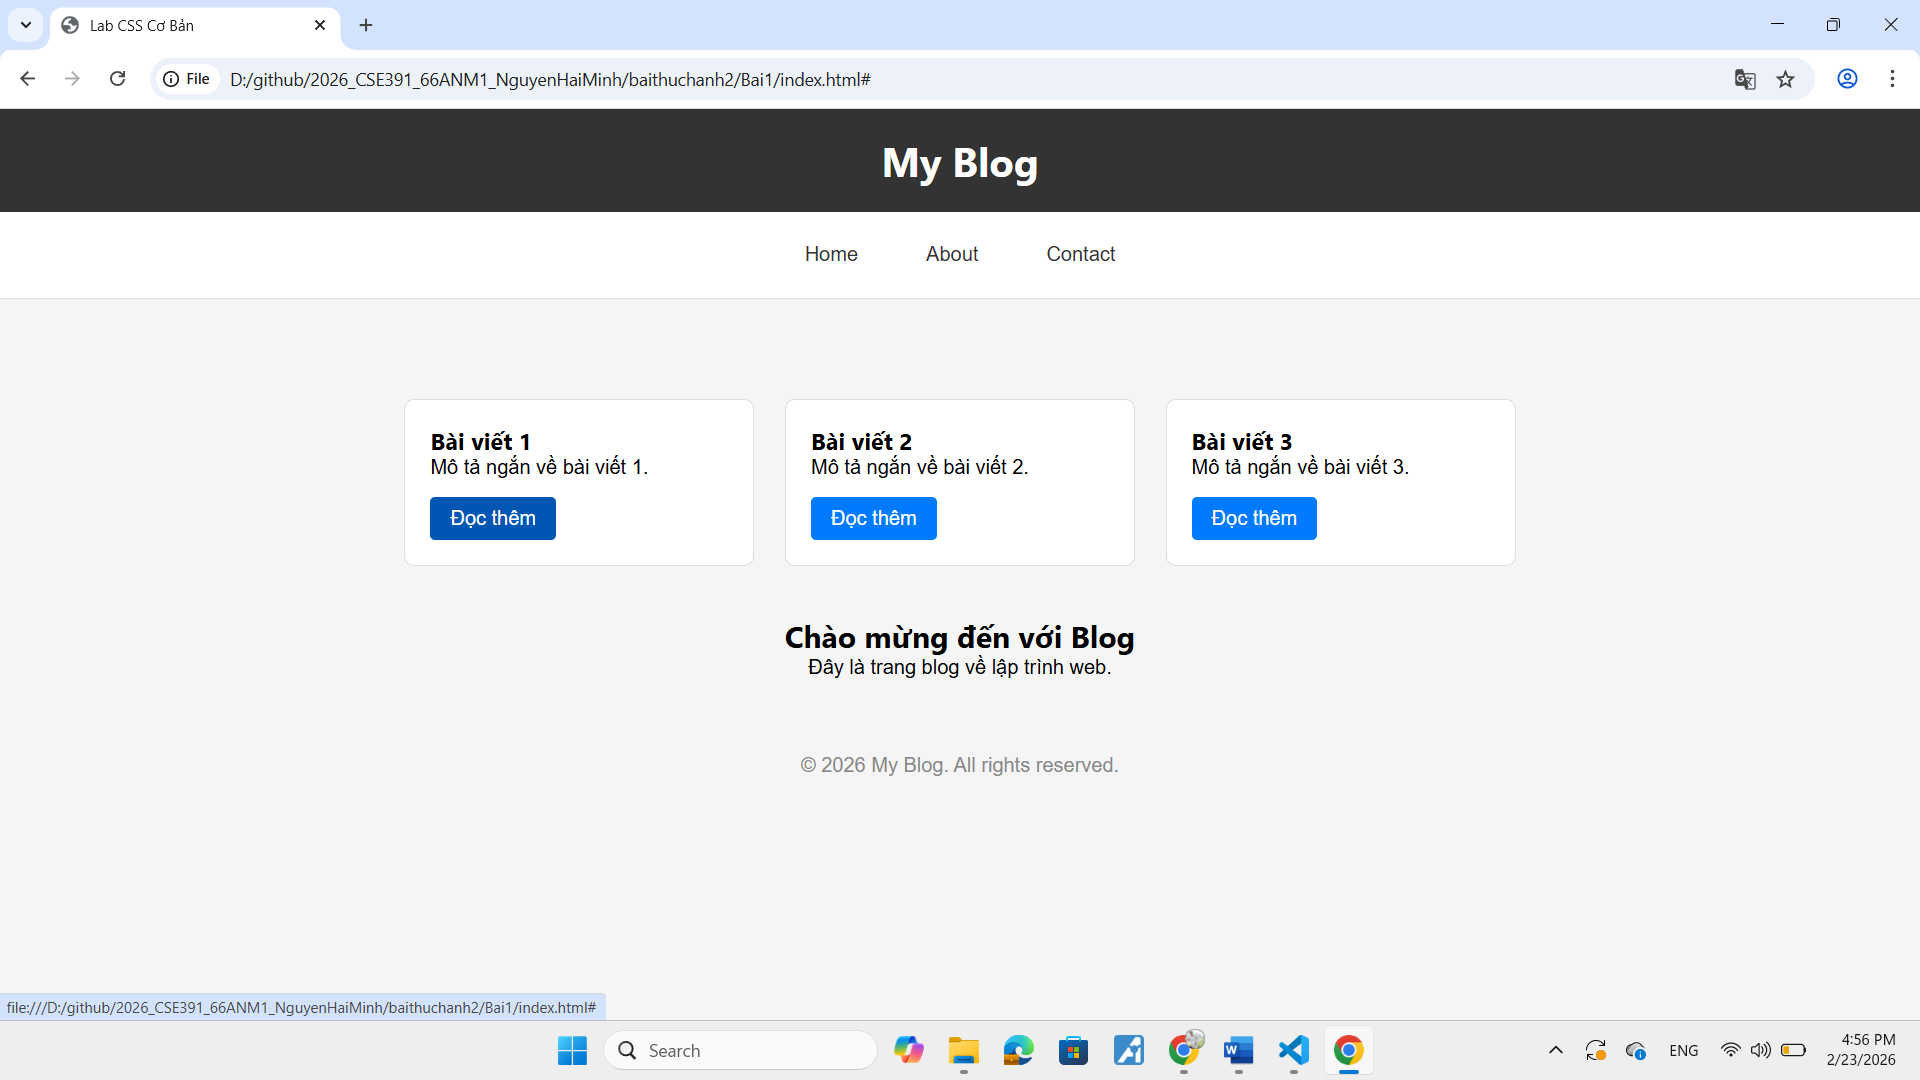 Lab CSS Cơ Bản
File
D:/github/2026_CSE391_66ANM1_NguyenHaiMinh/baithuchanh2/Bai1/index.html#
My Blog
Home About Contact
Bài viết 1
Mô tả ngắn về bài viết 1.
Đọc thêm
Bài viết 2
Mô tả ngắn về bài viết 2.
Đọc thêm
Bài viết 3
Mô tả ngắn về bài viết 3.
Đọc thêm
Chào mừng đến với Blog
Đây là trang blog về lập trình web.
© 2026 My Blog. All rights reserved.
file:///D:/github/2026_CSE391_66ANM1_NguyenHaiMinh/baithuchanh2/Bai1/index.html#
Search
ENG
4:56 PM
2/23/2026